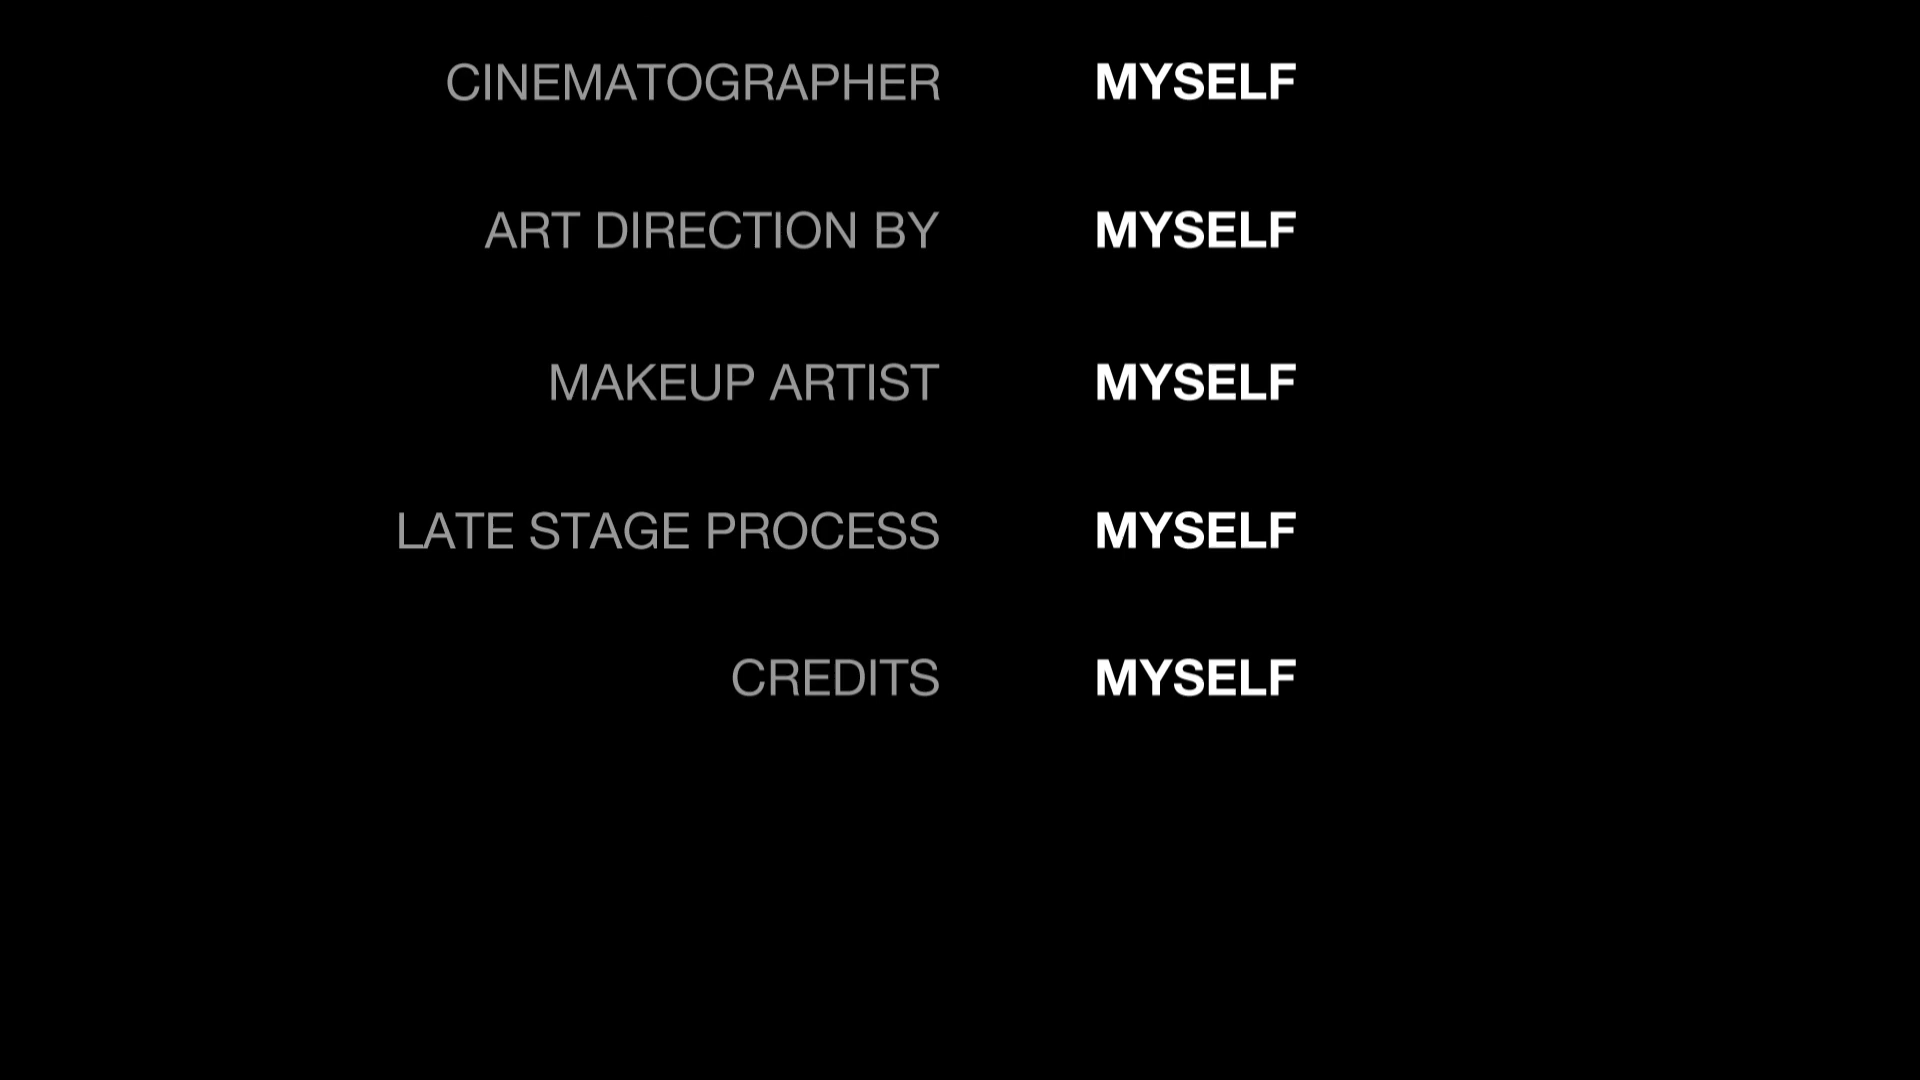 CINEMATOGRAPHER MYSELF
ART DIRECTION BY MYSELF
MAKEUP ARTIST MYSELF
LATE STAGE PROCESS MYSELF
CREDITS MYSELF